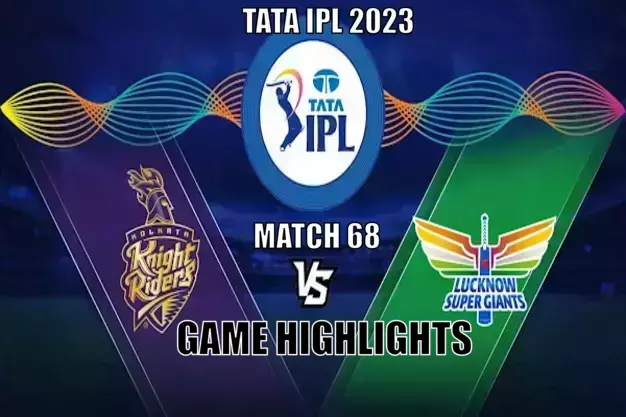 TATA IPL 2023
TATA
IPL
MATCH 68
KOLKATA
Knight
Riders
VS
LUCKNOW
SUPER GIANTS
GAME HIGHLIGHTS